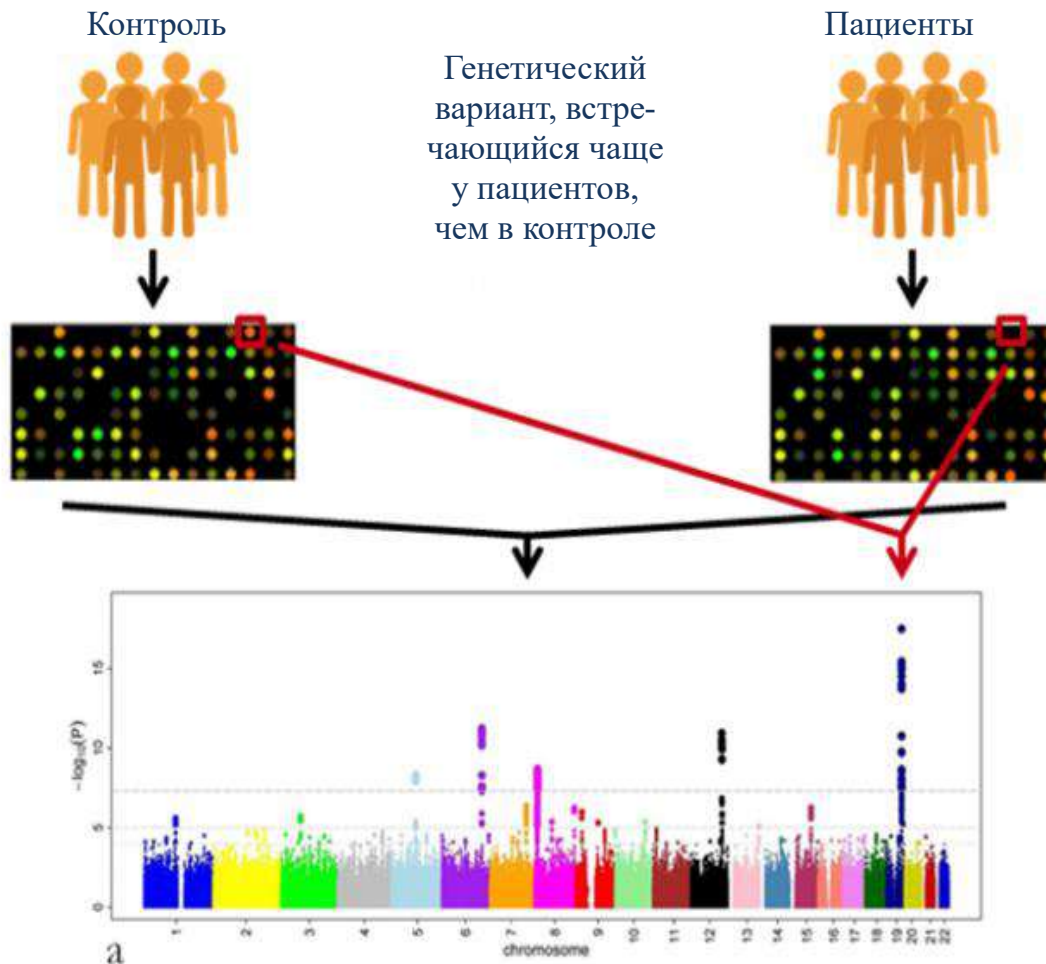 Контроль
Пациенты
Генетический
вариант, встре-
чающийся чаще
у пациентов,
чем в контроле
15
10
5
0
−log₁₀(P)
1 2 3 4 5 6 7 8 9 10 11 12 13 14 15 16 17 18 19 20 21 22
chromosome
a